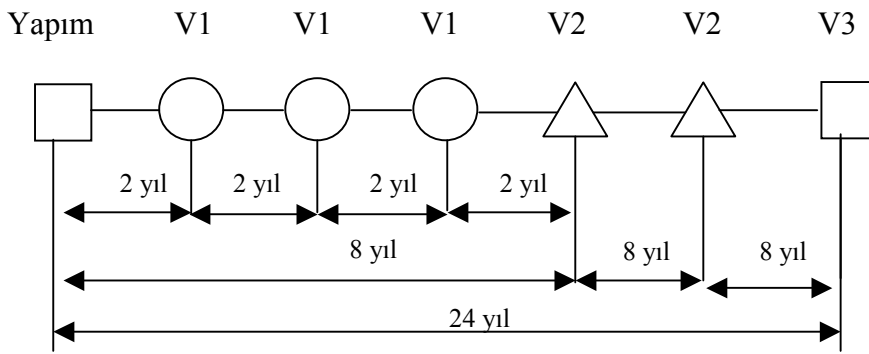 Yapım V1 V1 V1 V2 V2 V3
2 yıl 2 yıl 2 yıl 2 yıl
8 yıl 8 yıl 8 yıl
24 yıl